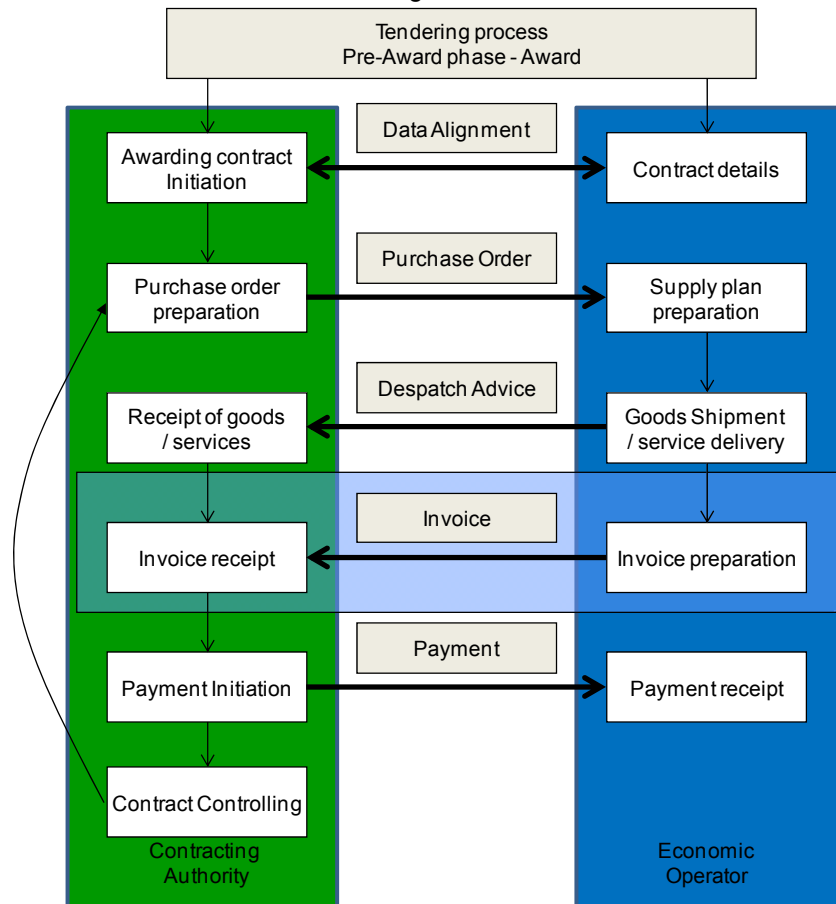 Tendering process
Pre-Award phase - Award
Data Alignment
Awarding contract
Initiation
Contract details
Purchase Order
Purchase order
preparation
Supply plan
preparation
Despatch Advice
Receipt of goods
/ services
Goods Shipment
/ service delivery
Invoice
Invoice receipt
Invoice preparation
Payment
Payment Initiation
Payment receipt
Contract Controlling
Contracting
Authority
Economic
Operator